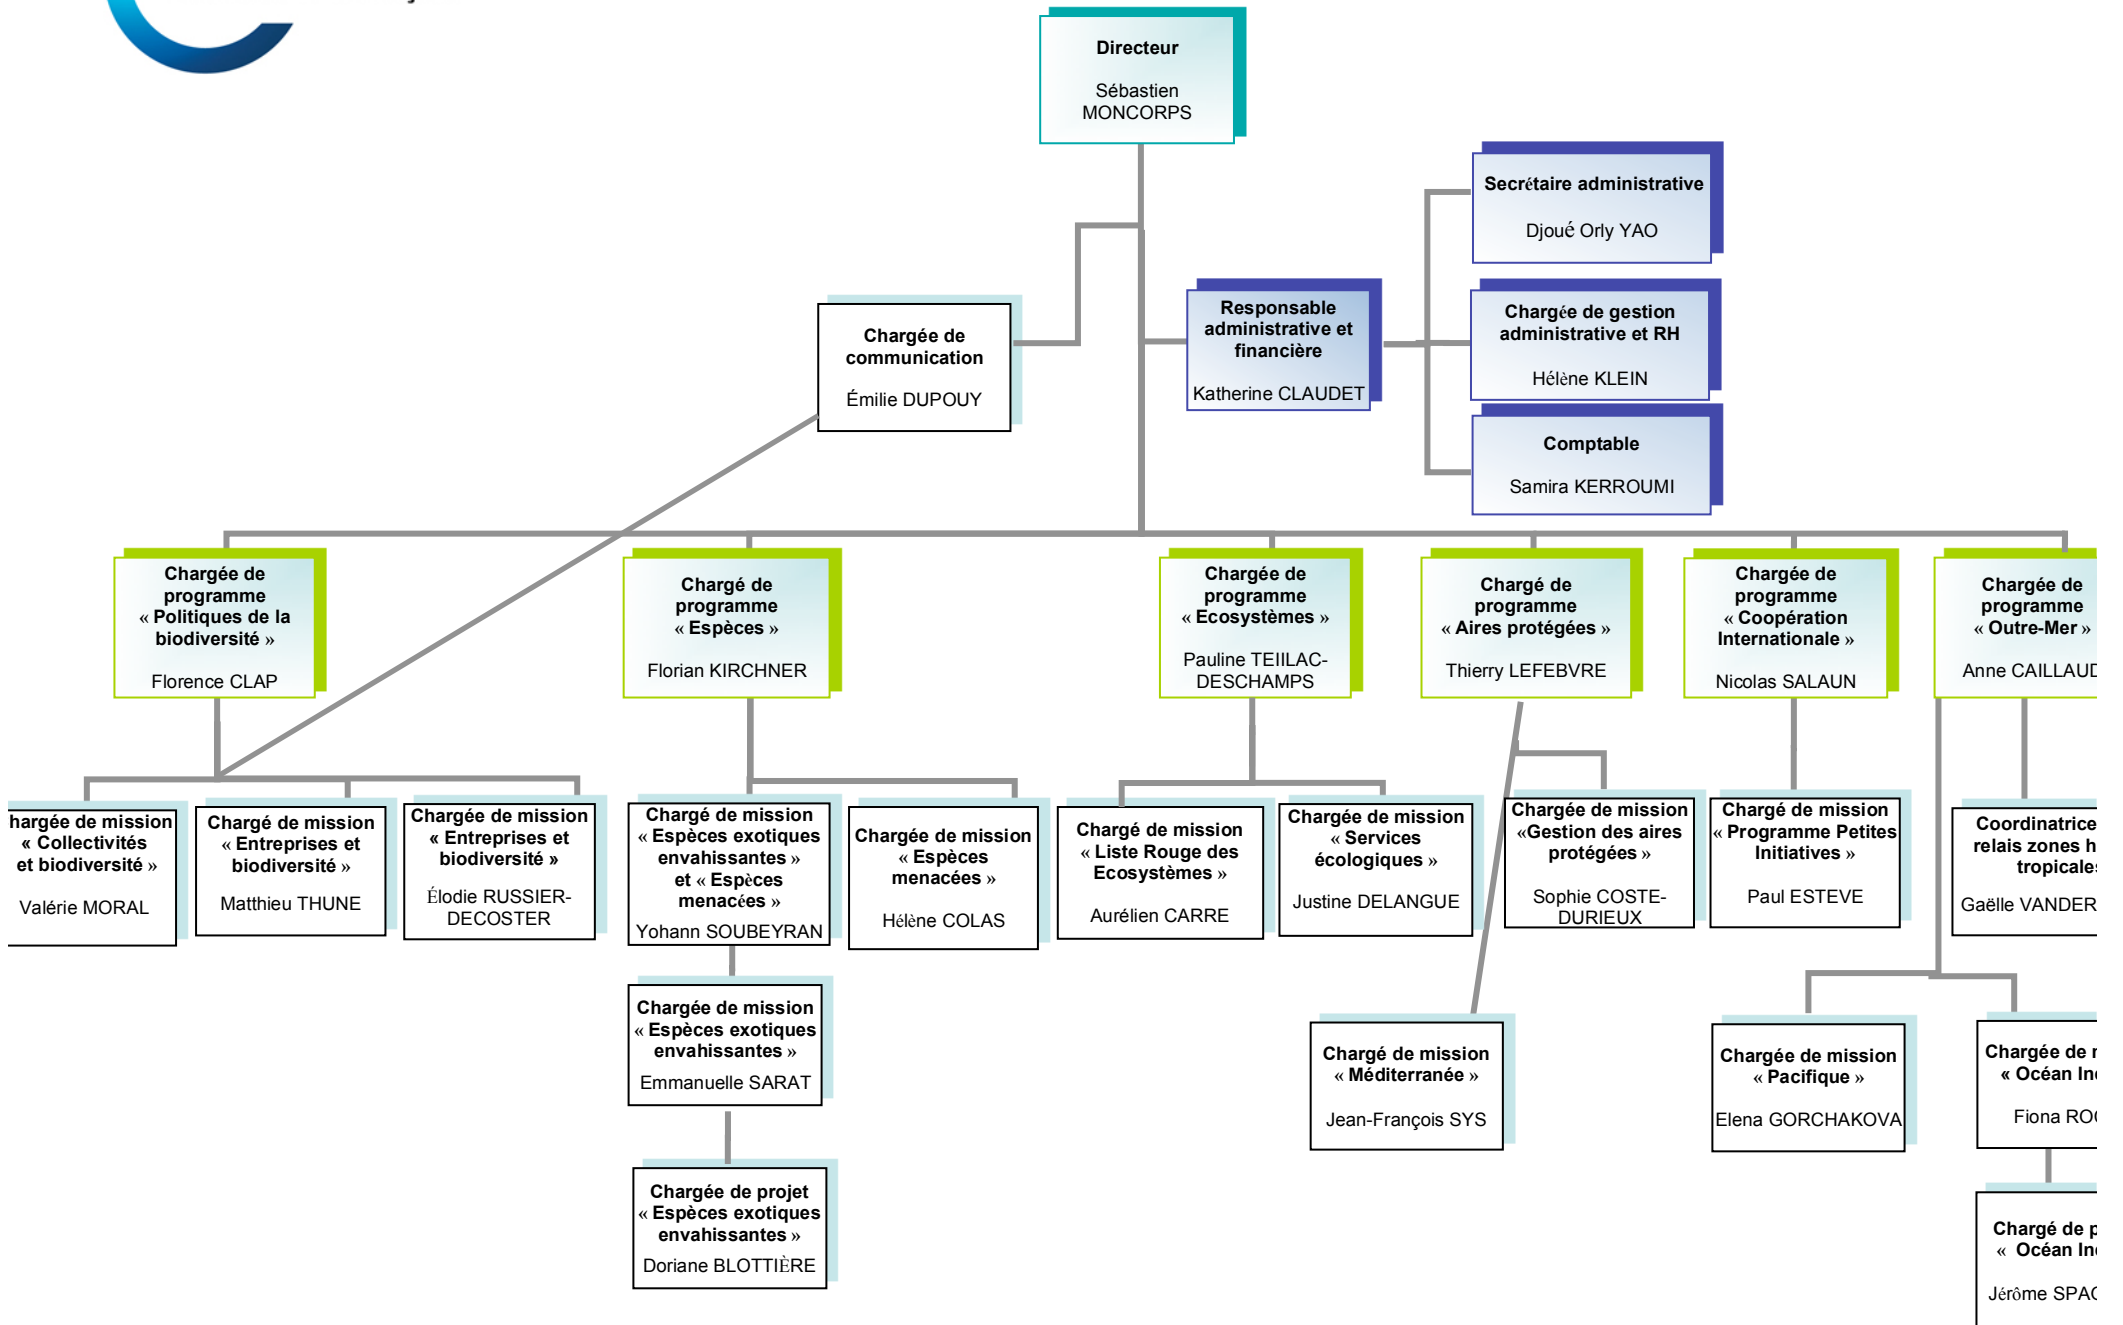 Directeur
Sébastien
MONCORPS
Secrétaire administrative
Djoué Orly YAO
Responsable
administrative et
financière
Katherine CLAUDET
Chargée de gestion
administrative et RH
Hélène KLEIN
Chargée de
communication
Émilie DUPOUY
Comptable
Samira KERROUMI
Chargée de
programme
« Politiques de la
biodiversité »
Florence CLAP
Chargé de
programme
« Espèces »
Florian KIRCHNER
Chargée de
programme
« Ecosystèmes »
Pauline TEIILAC-
DESCHAMPS
Chargé de
programme
« Aires protégées »
Thierry LEFEBVRE
Chargée de
programme
« Coopération
Internationale »
Nicolas SALAUN
Chargée de
programme
« Outre-Mer »
Anne CAILLAUD
hargée de mission
« Collectivités
et biodiversité »
Valérie MORAL
Chargé de mission
« Entreprises et
biodiversité »
Matthieu THUNE
Chargée de mission
« Entreprises et
biodiversité »
Élodie RUSSIER-
DECOSTER
Chargé de mission
« Espèces exotiques
envahissantes »
et « Espèces
menacées »
Yohann SOUBEYRAN
Chargée de mission
« Espèces
menacées »
Hélène COLAS
Chargé de mission
« Liste Rouge des
Ecosystèmes »
Aurélien CARRE
Chargée de mission
« Services
écologiques »
Justine DELANGUE
Chargée de mission
«Gestion des aires
protégées »
Sophie COSTE-
DURIEUX
Chargé de mission
« Programme Petites
Initiatives »
Paul ESTEVE
Coordinatrice
relais zones h
tropicales
Gaëlle VANDER
Chargée de mission
« Espèces exotiques
envahissantes »
Emmanuelle SARAT
Chargé de mission
« Méditerranée »
Jean-François SYS
Chargée de mission
« Pacifique »
Elena GORCHAKOVA
Chargée de
« Océan In
Fiona
Chargée de projet
« Espèces exotiques
envahissantes »
Doriane BLOTTIÈRE
Chargé de p
« Océan In
Jérôme